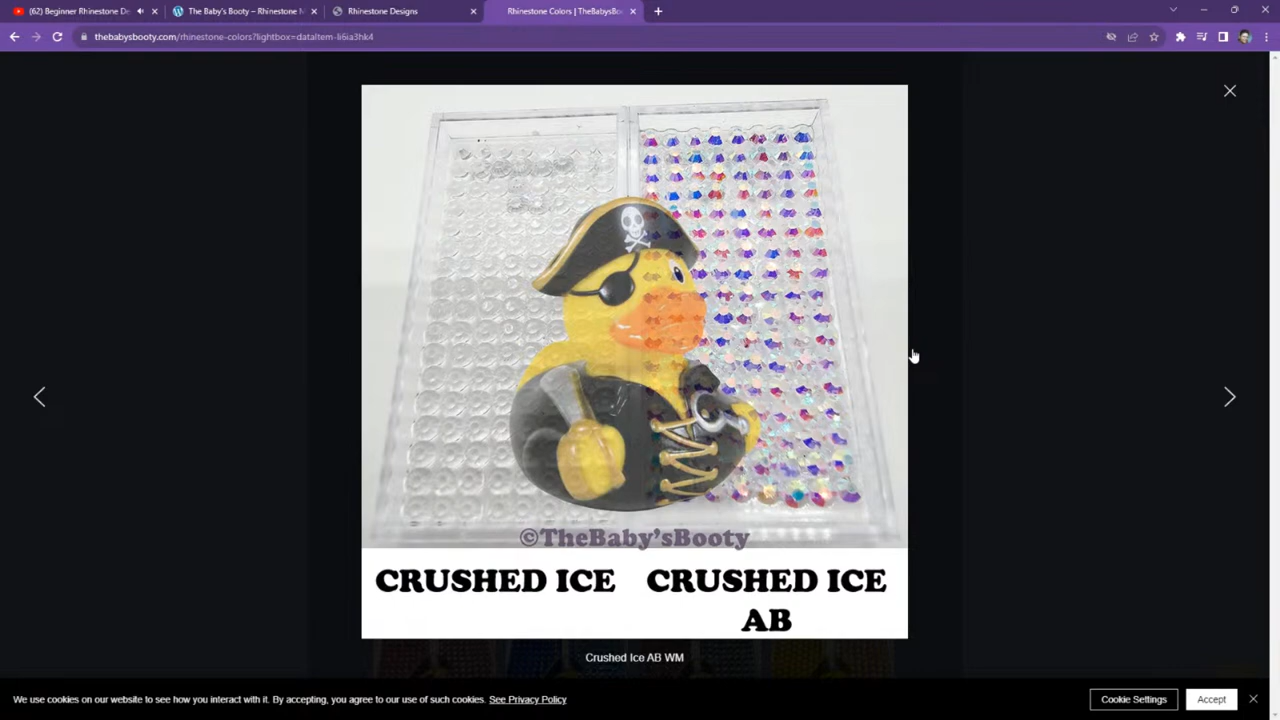 (62) Beginner Rhinestone De
The Baby's Booty – Rhinestone M
Rhinestone Designs
Rhinestone Colors | TheBabysBo
thebabysbooty.com/rhinestone-colors?lightbox=dataItem-li6ia3hk4
©TheBaby'sBooty
CRUSHED ICE
CRUSHED ICE
AB
Crushed Ice AB WM
We use cookies on our website to see how you interact with it. By accepting, you agree to our use of such cookies. See Privacy Policy
Cookie Settings
Accept